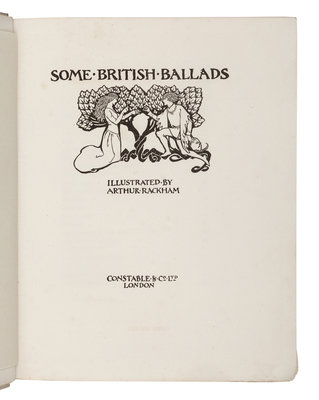 SOME·BRITISH·BALLADS
ILLUSTRATED·BY
ARTHUR·RACKHAM
CONSTABLE·&·Cº·LTD
LONDON